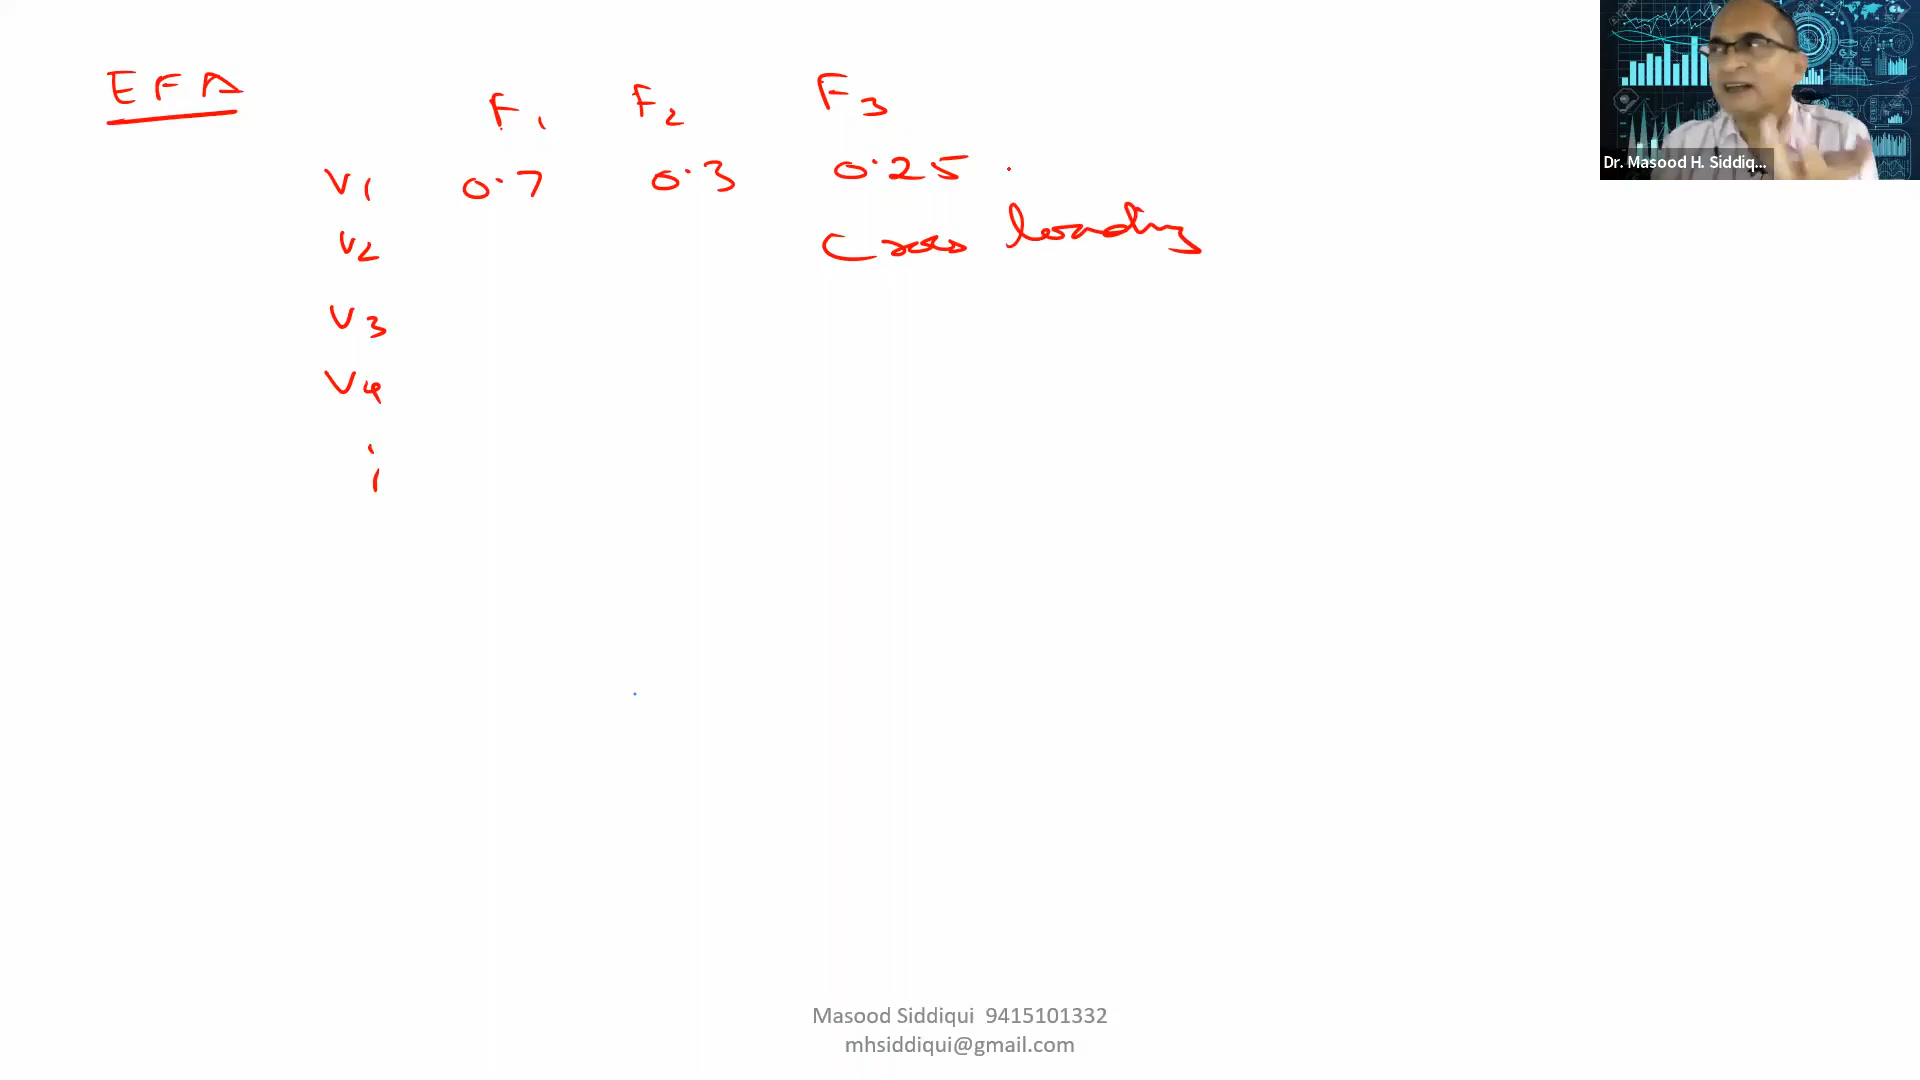 EFA
F1 F2 F3
V1 0.7 0.3 0.25
V2 Cross loading
V3
V4
Dr. Masood H. Siddiq...
Masood Siddiqui 9415101332
mhsiddiqui@gmail.com